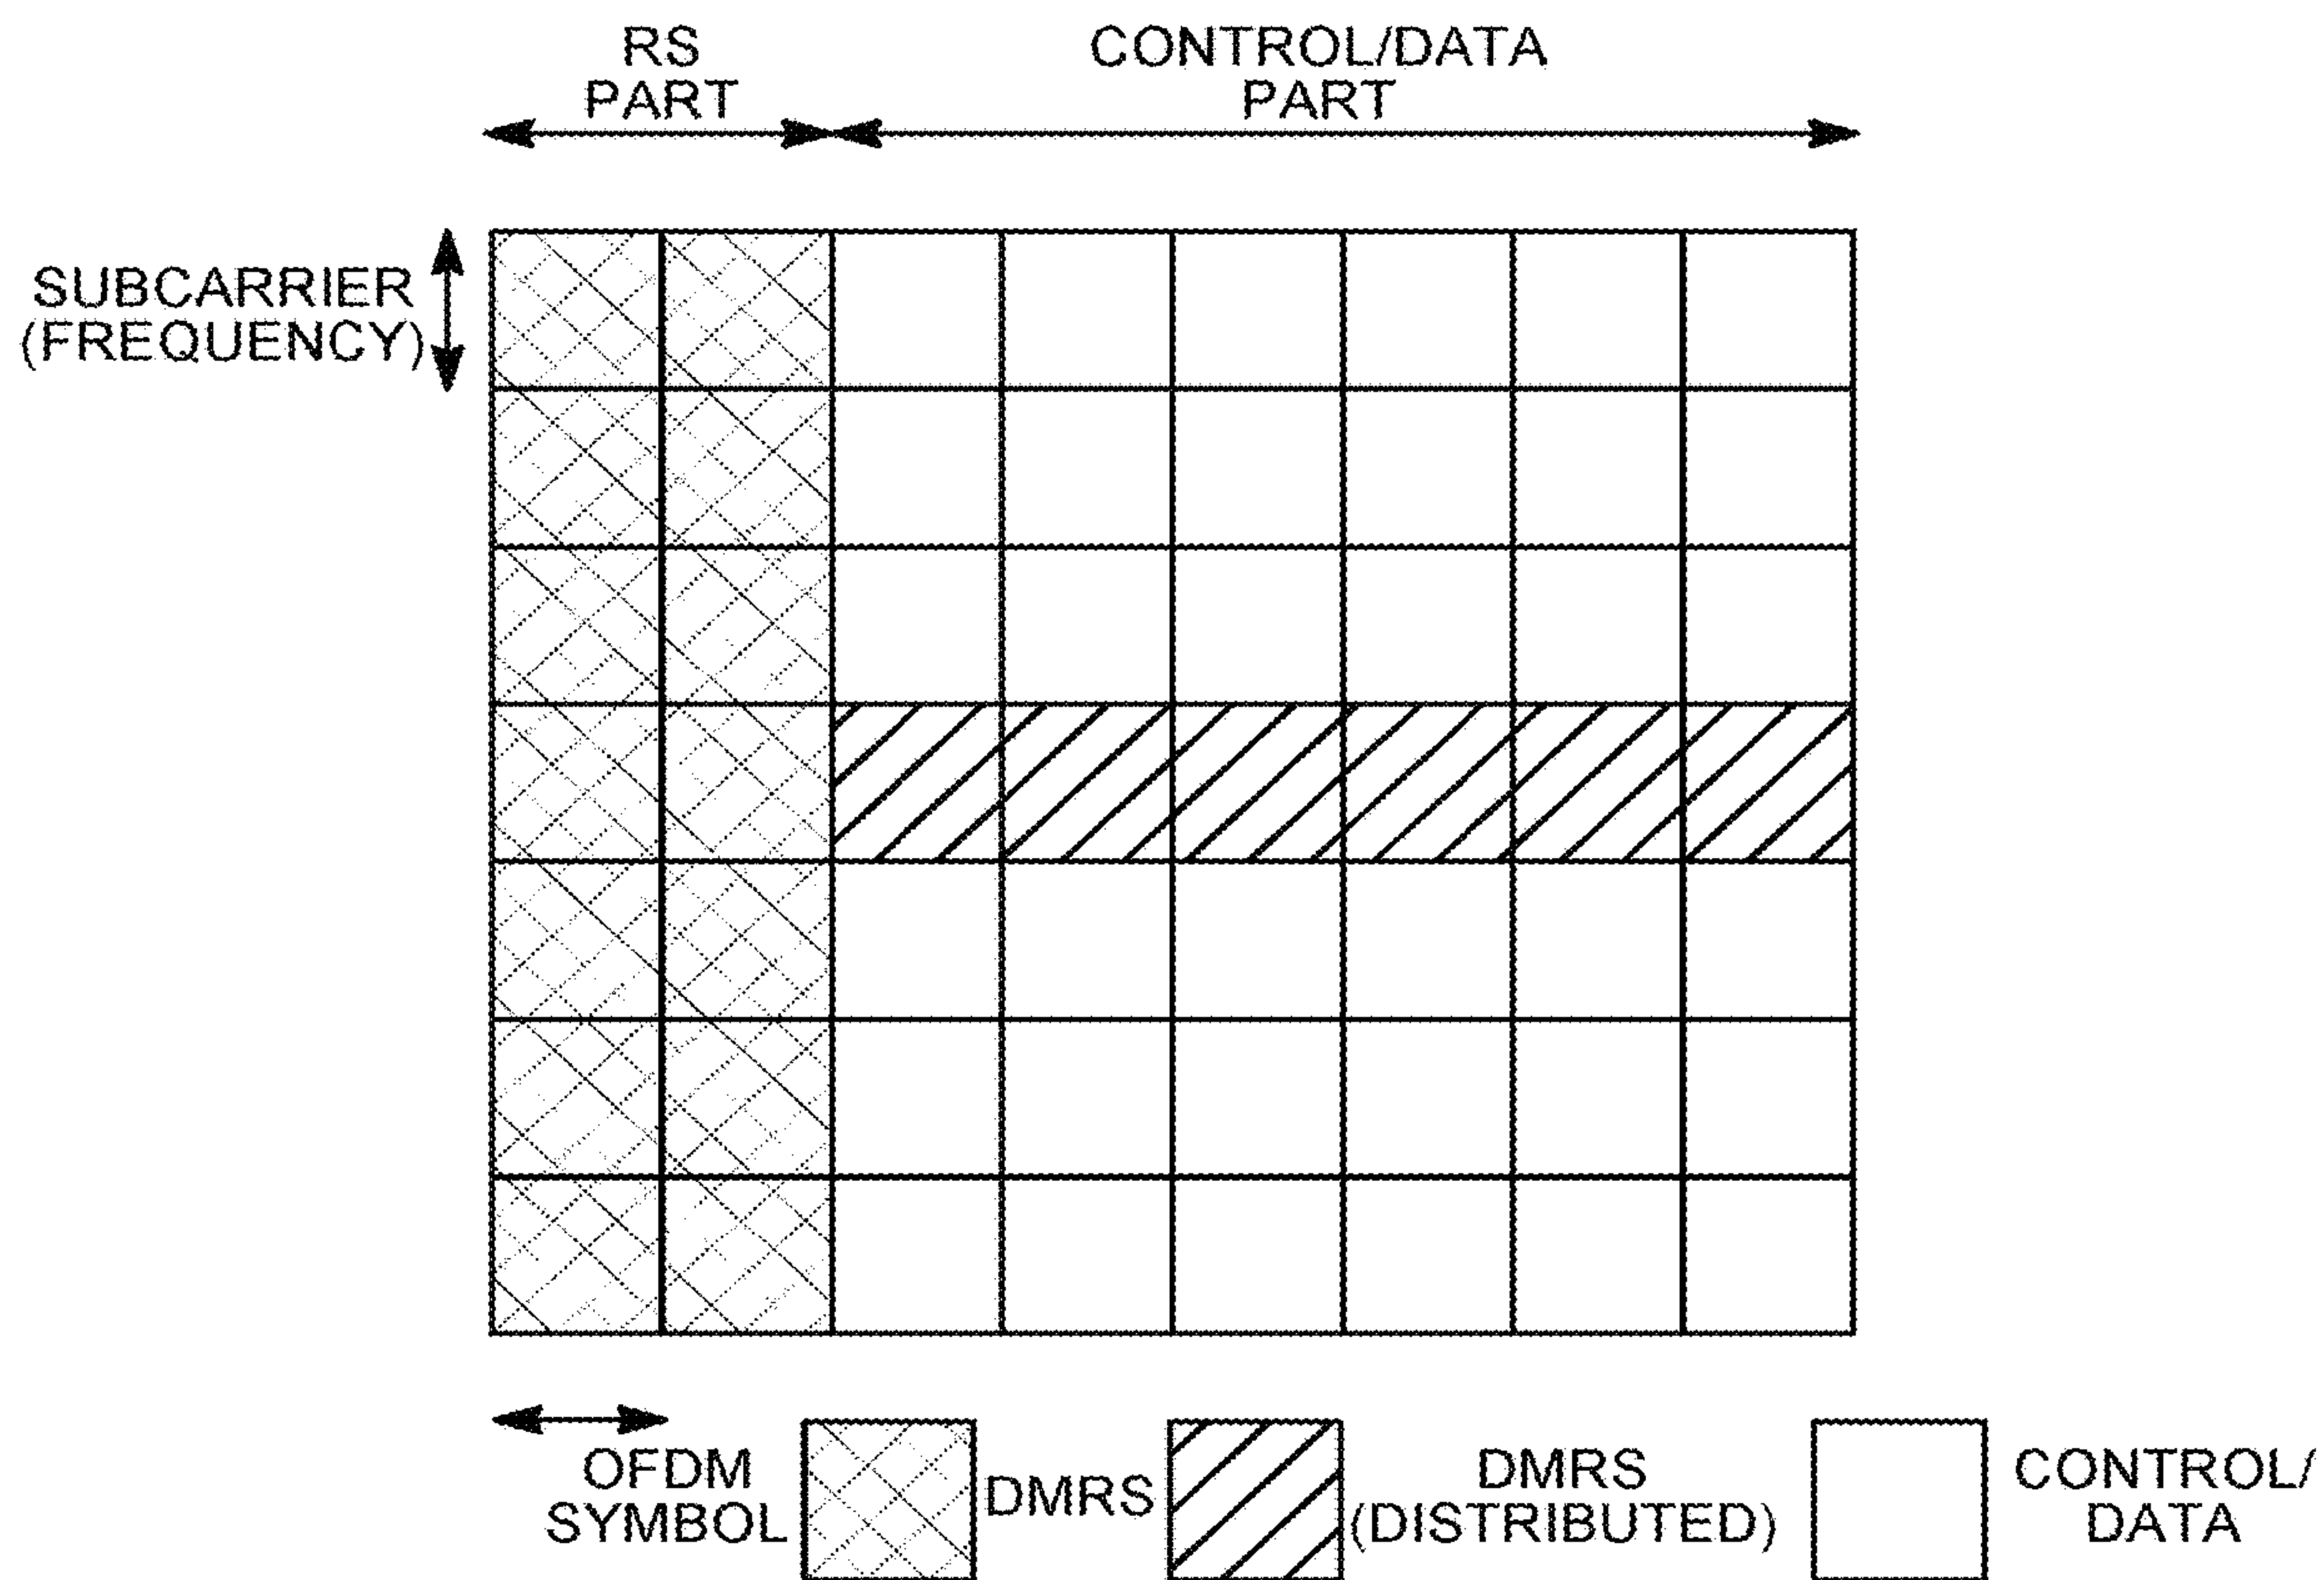 RS
PART
CONTROL/DATA
PART
SUBCARRIER
(FREQUENCY)
OFDM
SYMBOL
DMRS
DMRS
(DISTRIBUTED)
CONTROL/
DATA